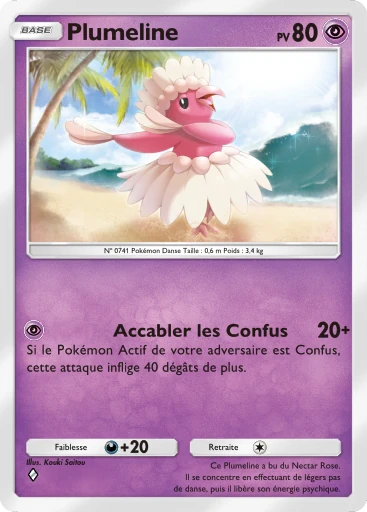 BASE Plumeline PV 80
N° 0741 Pokémon Danse Taille : 0,6 m Poids : 3,4 kg
Accabler les Confus 20+
Si le Pokémon Actif de votre adversaire est Confus,
cette attaque inflige 40 dégâts de plus.
Faiblesse +20 Retraite
Illus. Kouki Saitou
Ce Plumeline a bu du Nectar Rose.
Il se concentre en effectuant de légers pas
de danse, puis il libère son énergie psychique.